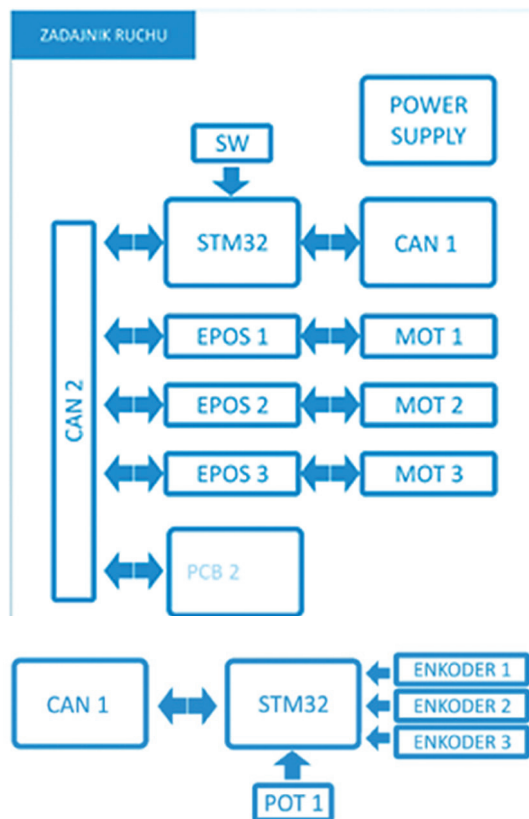 ZADAJNIK RUCHU
POWER
SUPPLY
SW
STM32
CAN 1
CAN 2
EPOS 1
MOT 1
EPOS 2
MOT 2
EPOS 3
MOT 3
PCB 2
CAN 1
STM32
ENKODER 1
ENKODER 2
ENKODER 3
POT 1